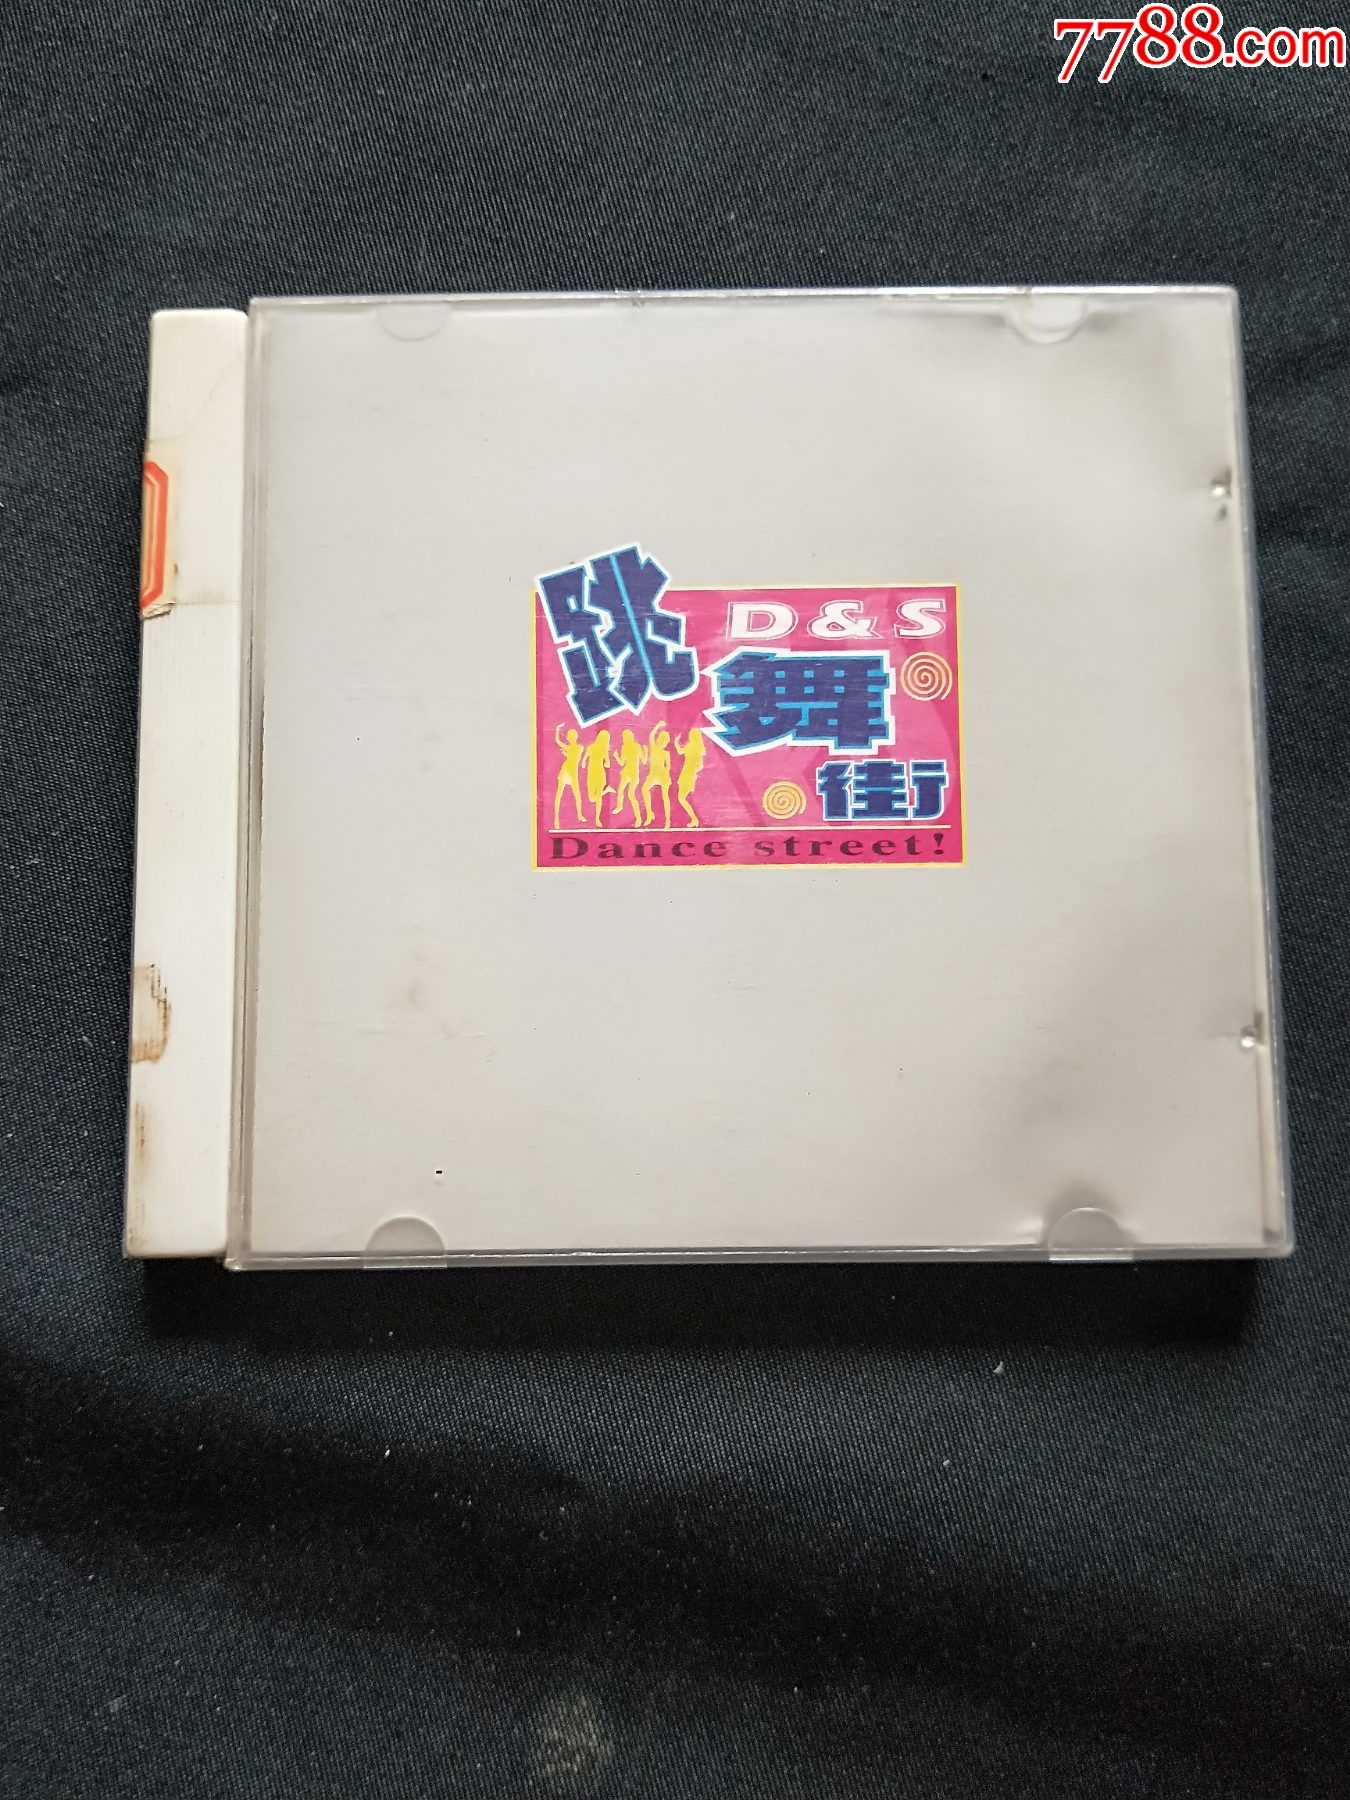 7788.com
D&S
跳舞街
Dance street!